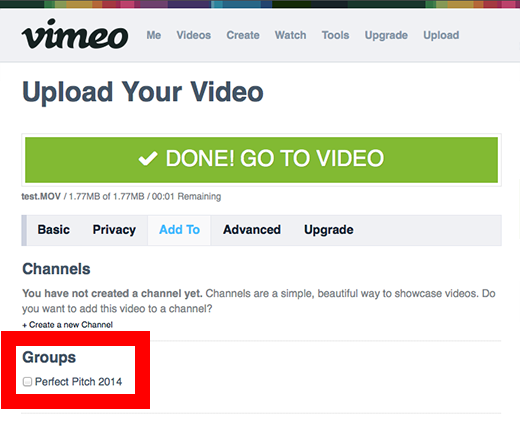 vimeo Me Videos Create Watch Tools Upgrade Upload
Upload Your Video
DONE! GO TO VIDEO
test.MOV / 1.77MB of 1.77MB / 00:01 Remaining
Basic Privacy Add To Advanced Upgrade
Channels
You have not created a channel yet. Channels are a simple, beautiful way to showcase videos. Do
you want to add this video to a channel?
+ Create a new Channel
Groups
Perfect Pitch 2014